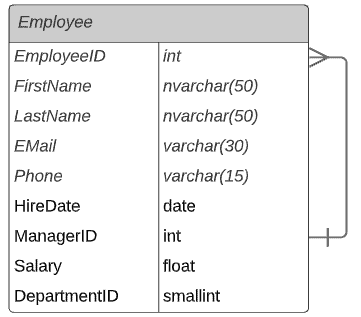 Employee
EmployeeID int
FirstName nvarchar(50)
LastName nvarchar(50)
EMail varchar(30)
Phone varchar(15)
HireDate date
ManagerID int
Salary float
DepartmentID smallint